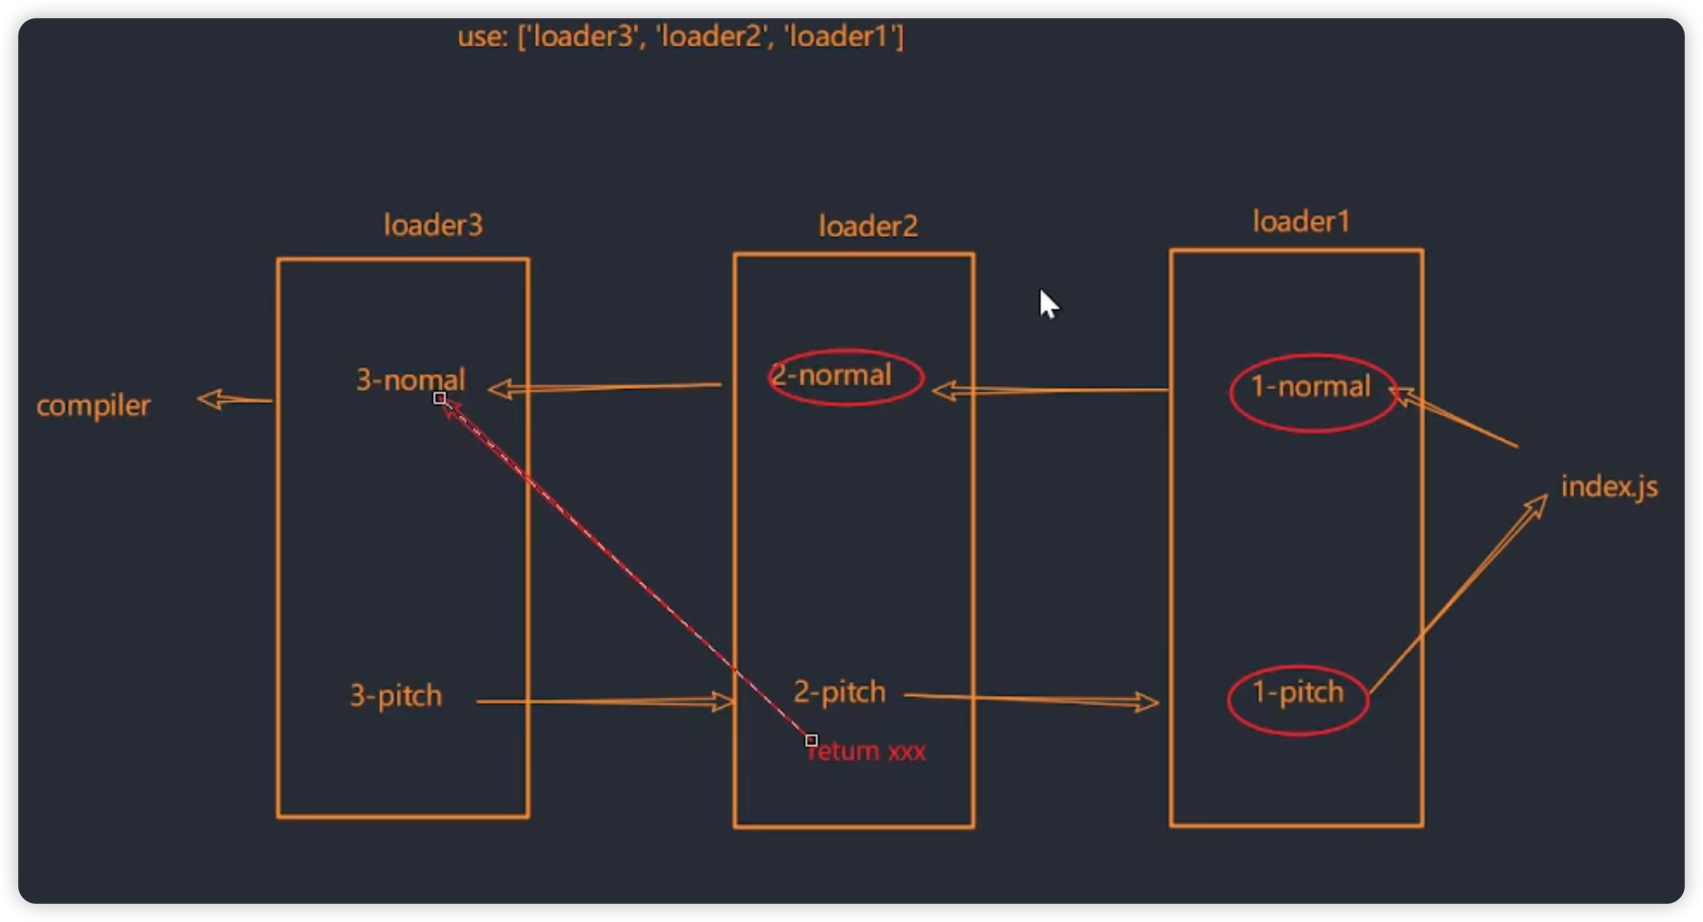 use: ['loader3', 'loader2', 'loader1']
loader3
loader2
loader1
3-nomal
2-normal
1-normal
compiler
index.js
3-pitch
2-pitch
1-pitch
return xxx